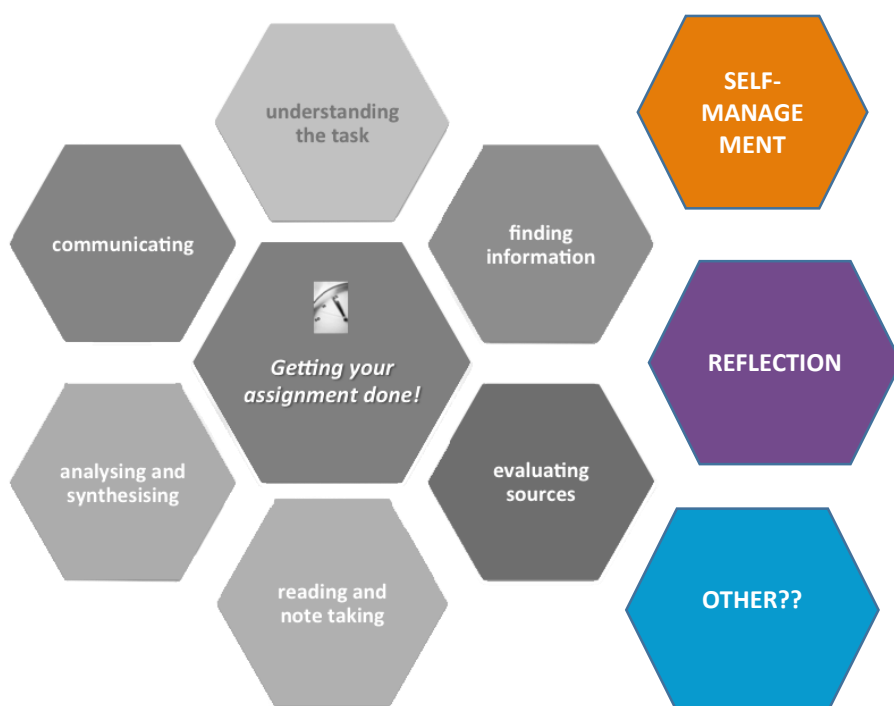 understanding
the task
SELF-
MANAGE
MENT
communicating
finding
information
Getting your
assignment done!
REFLECTION
analysing and
synthesising
evaluating
sources
reading and
note taking
OTHER??